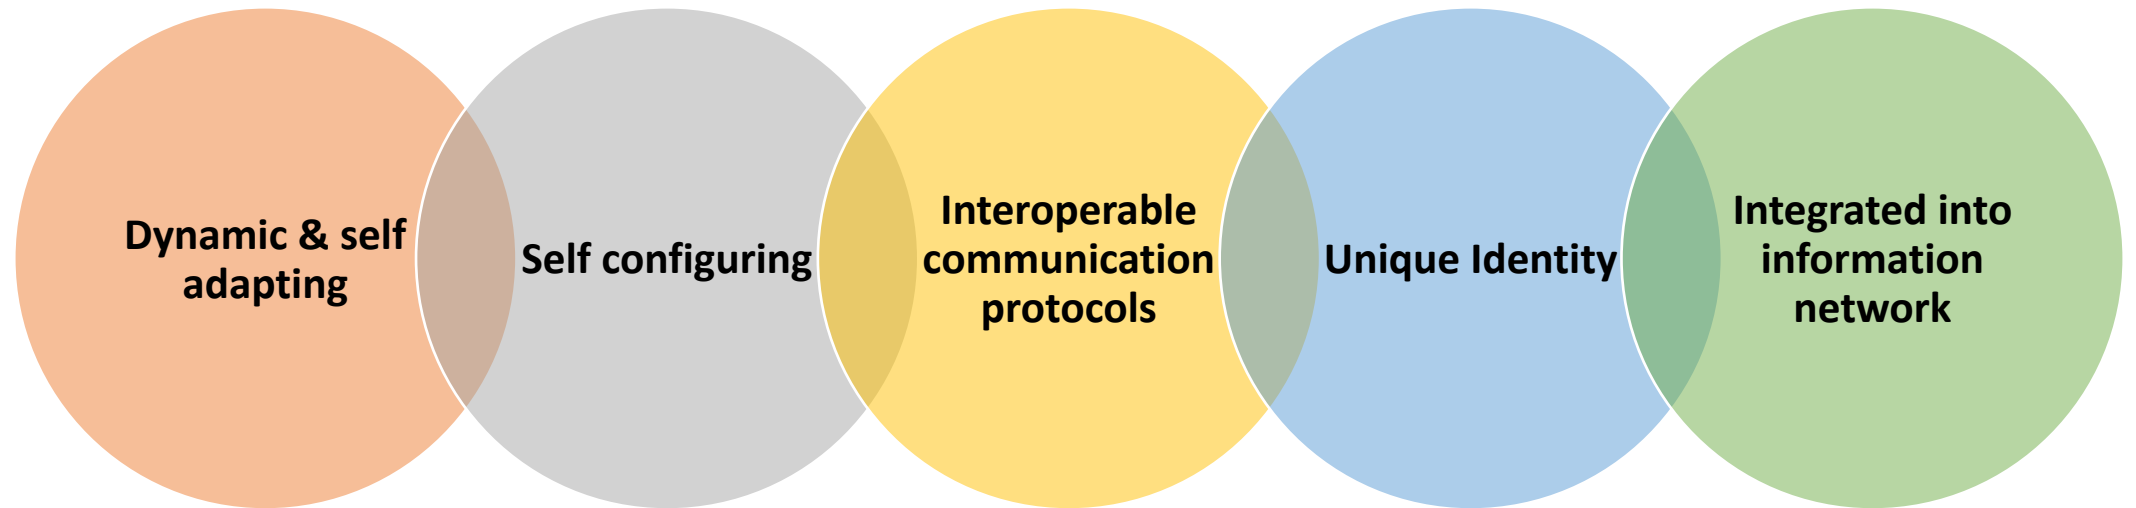 Dynamic & self
adapting
Self configuring
Interoperable
communication
protocols
Unique Identity
Integrated into
information
network